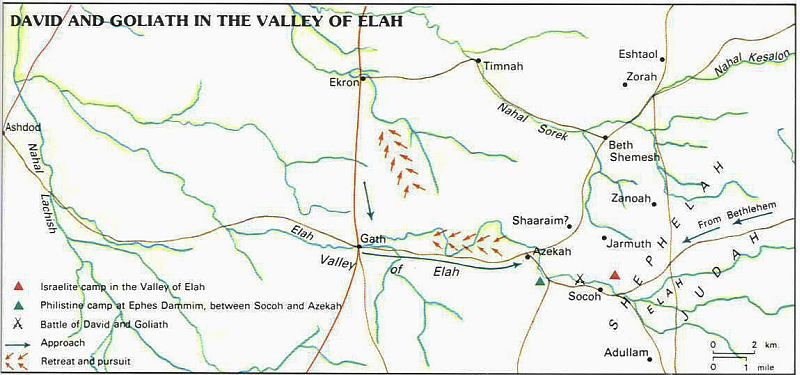 DAVID AND GOLIATH IN THE VALLEY OF ELAH
Eshtaol
Nahal Kesalon
Timnah
Zorah
Ekron
Nahal Sorek
Ashdod
Beth
Shemesh
Nahal
Lachish
Zanoah
SHEPHELAH
From Bethlehem
Shaaraim?
Elah
Gath
Jarmuth
Azekah
Valley of Elah
ELAH
JUDAH
Socoh
Adullam
Israelite camp in the Valley of Elah
Philistine camp at Ephes Dammim, between Socoh and Azekah
Battle of David and Goliath
Approach
Retreat and pursuit
0 2 km.
0 1 mile